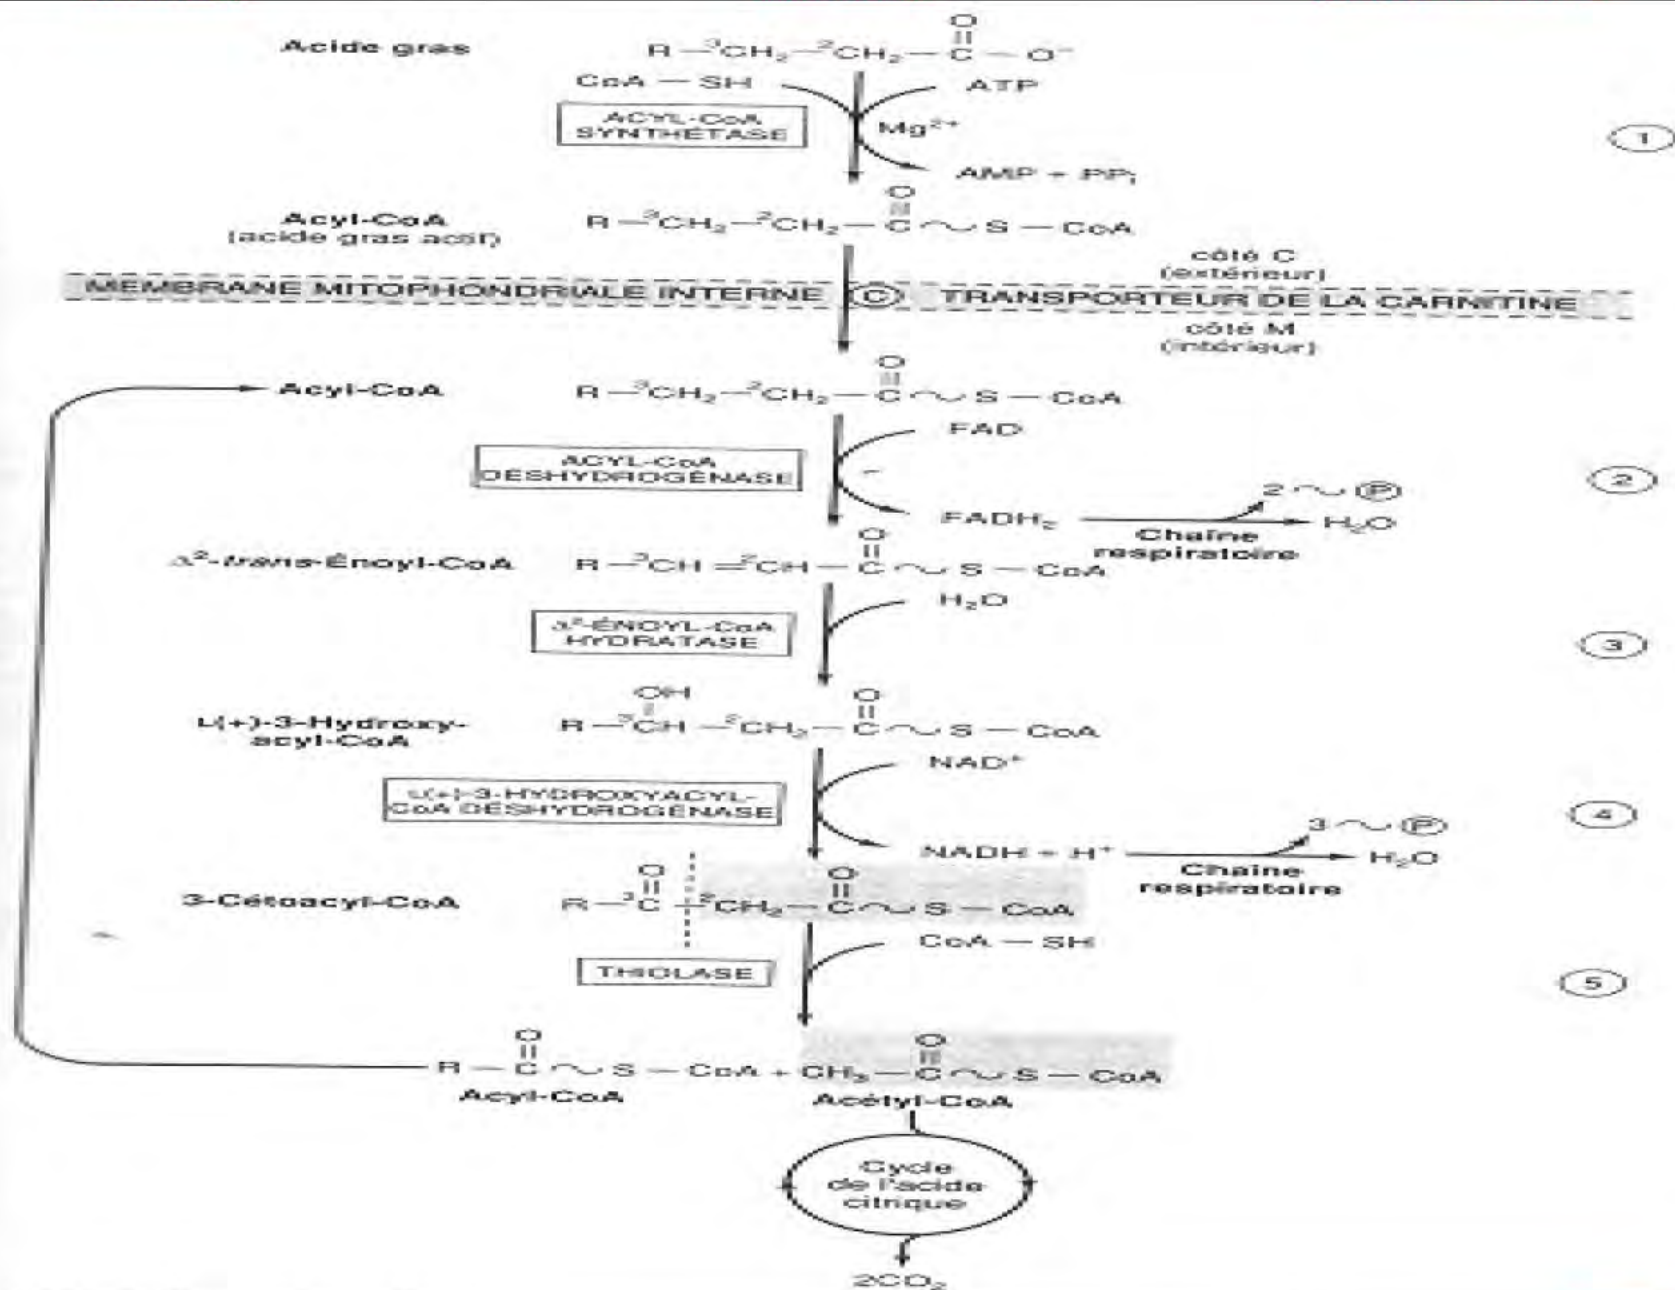 Acide gras
R — ³CH₂ — ²CH₂ — C — O⁻
O
CoA — SH
ATP
ACYL-CoA
SYNTHÉTASE
Mg²⁺
1
AMP + PPᵢ
Acyl-CoA
(acide gras actif)
O
R — ³CH₂ — ²CH₂ — C ~ S — CoA
côté C
(extérieur)
MEMBRANE MITOPHONDRIALE INTERNE
C
TRANSPORTEUR DE LA CARNITINE
côté M
(intérieur)
Acyl-CoA
O
R — ³CH₂ — ²CH₂ — C ~ S — CoA
FAD
ACYL-CoA
DÉSHYDROGÉNASE
2
FADH₂
2 ~ P
H₂O
Chaîne
respiratoire
Δ²-trans-Énoyl-CoA
O
R — ³CH = ²CH — C ~ S — CoA
H₂O
Δ²-ÉNOYL-CoA
HYDRATASE
3
L(+)-3-Hydroxy-
acyl-CoA
OH
O
R — ³CH — ²CH₂ — C ~ S — CoA
NAD⁺
L(+)-3-HYDROXYACYL-
CoA DÉSHYDROGÉNASE
4
NADH + H⁺
3 ~ P
H₂O
Chaîne
respiratoire
3-Cétoacyl-CoA
O
O
R — ³C — ²CH₂ — C ~ S — CoA
CoA — SH
THIOLASE
5
O
O
R — C ~ S — CoA + CH₃ — C ~ S — CoA
Acyl-CoA
Acétyl-CoA
Cycle
de l'acide
citrique
2CO₂